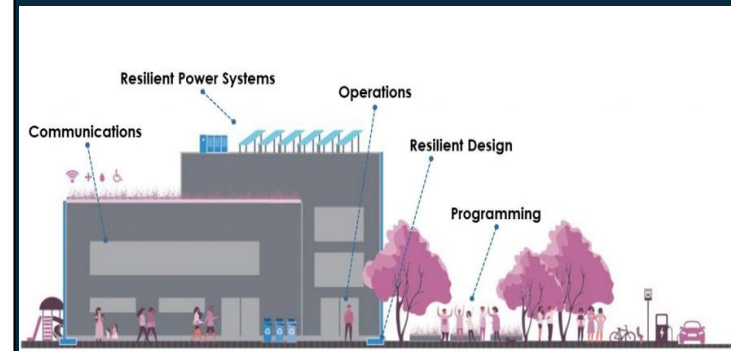 Resilient Power Systems
Operations
Communications
Resilient Design
Programming